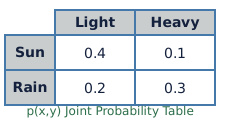 Light Heavy
Sun 0.4 0.1
Rain 0.2 0.3
p(x,y) Joint Probability Table